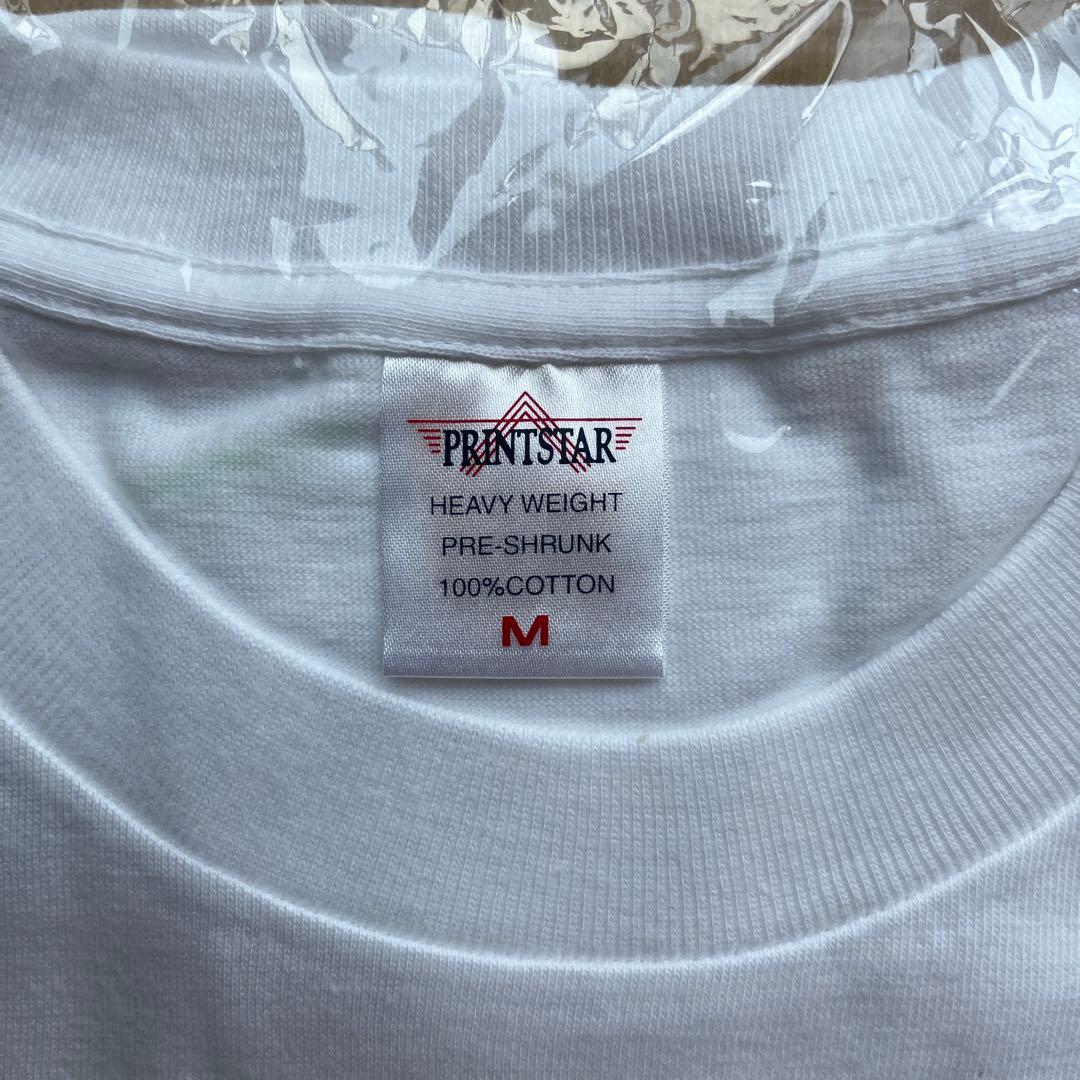 PRINTSTAR
HEAVY WEIGHT
PRE-SHRUNK
100%COTTON
M